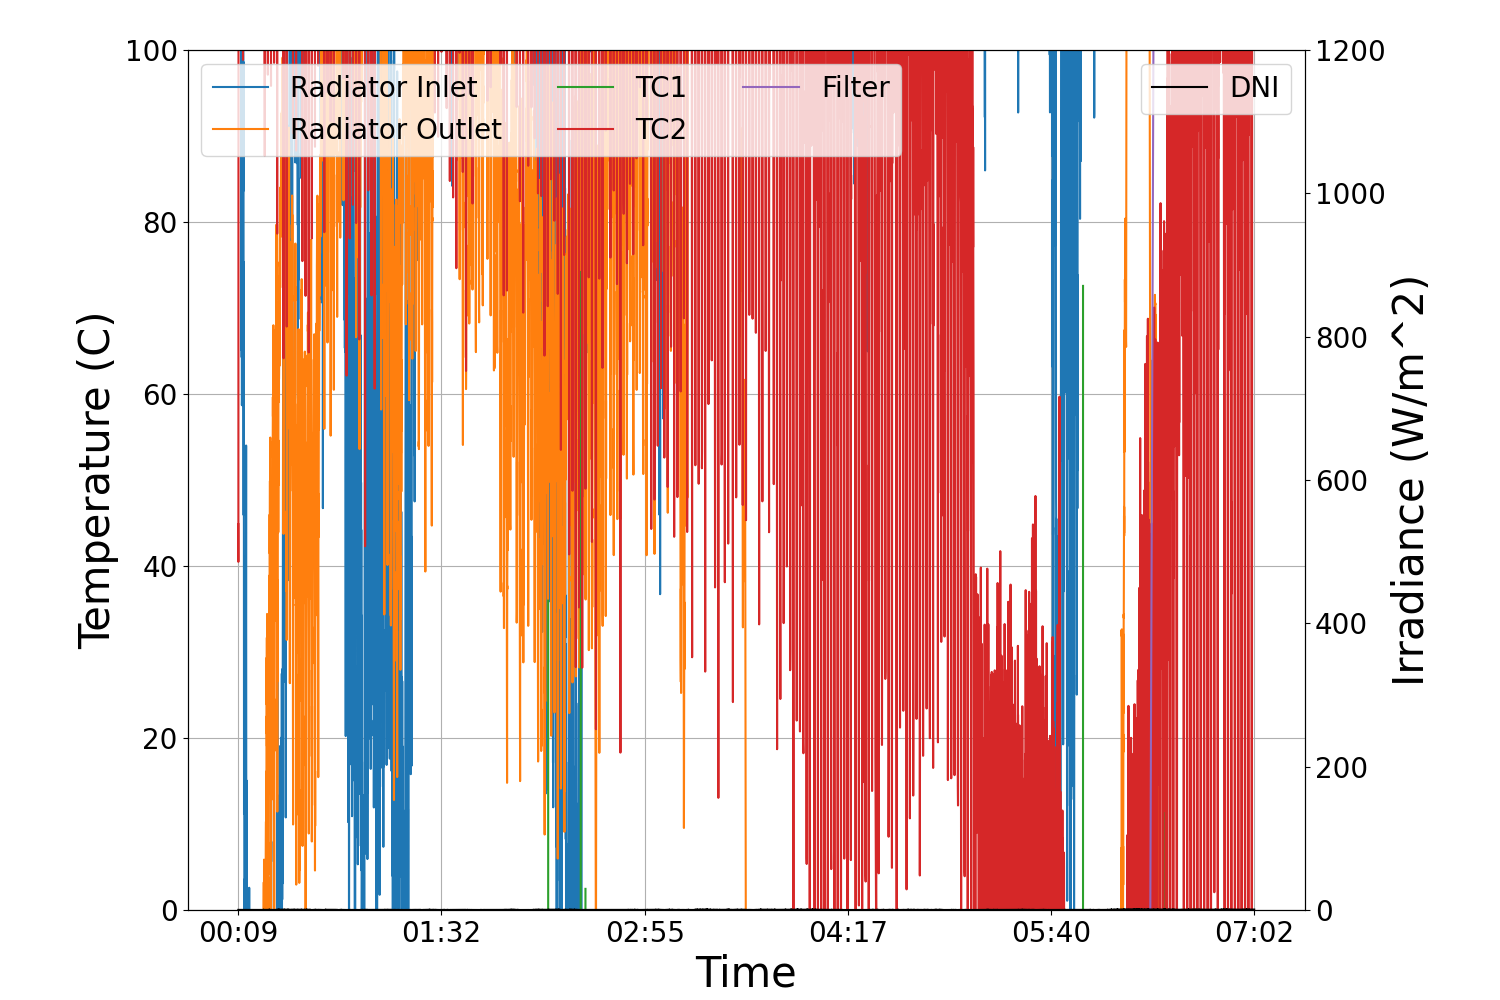 100
80
60
40
20
0
Temperature (C)
Radiator Inlet
Radiator Outlet
TC1
TC2
Filter
DNI
1200
1000
800
600
400
200
0
Irradiance (W/m^2)
00:09
01:32
02:55
04:17
05:40
07:02
Time